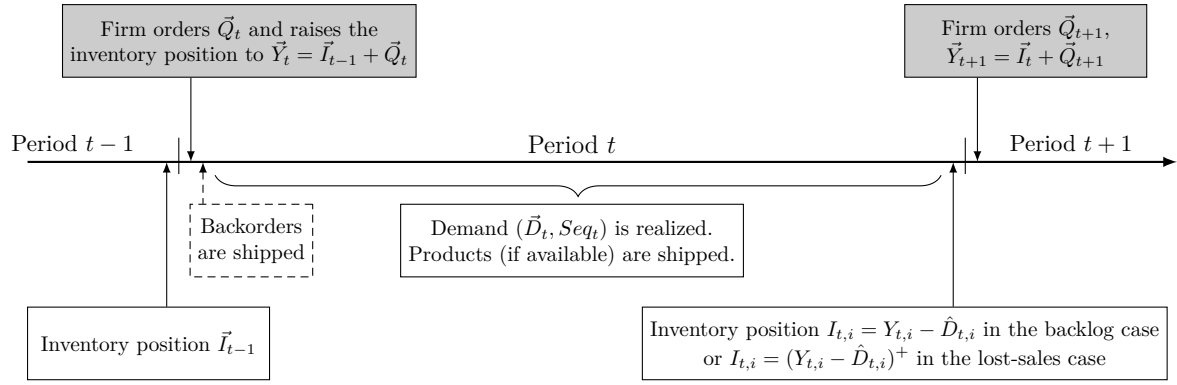 Firm orders $\vec{Q}_t$ and raises the
inventory position to $\vec{Y}_t = \vec{I}_{t-1} + \vec{Q}_t$
Firm orders $\vec{Q}_{t+1}$,
$\vec{Y}_{t+1} = \vec{I}_t + \vec{Q}_{t+1}$
Period $t-1$
Period $t$
Period $t+1$
Backorders
are shipped
Demand $(\vec{D}_t, Seq_t)$ is realized.
Products (if available) are shipped.
Inventory position $\vec{I}_{t-1}$
Inventory position $I_{t,i} = Y_{t,i} - \hat{D}_{t,i}$ in the backlog case
or $I_{t,i} = (Y_{t,i} - \hat{D}_{t,i})^+$ in the lost-sales case